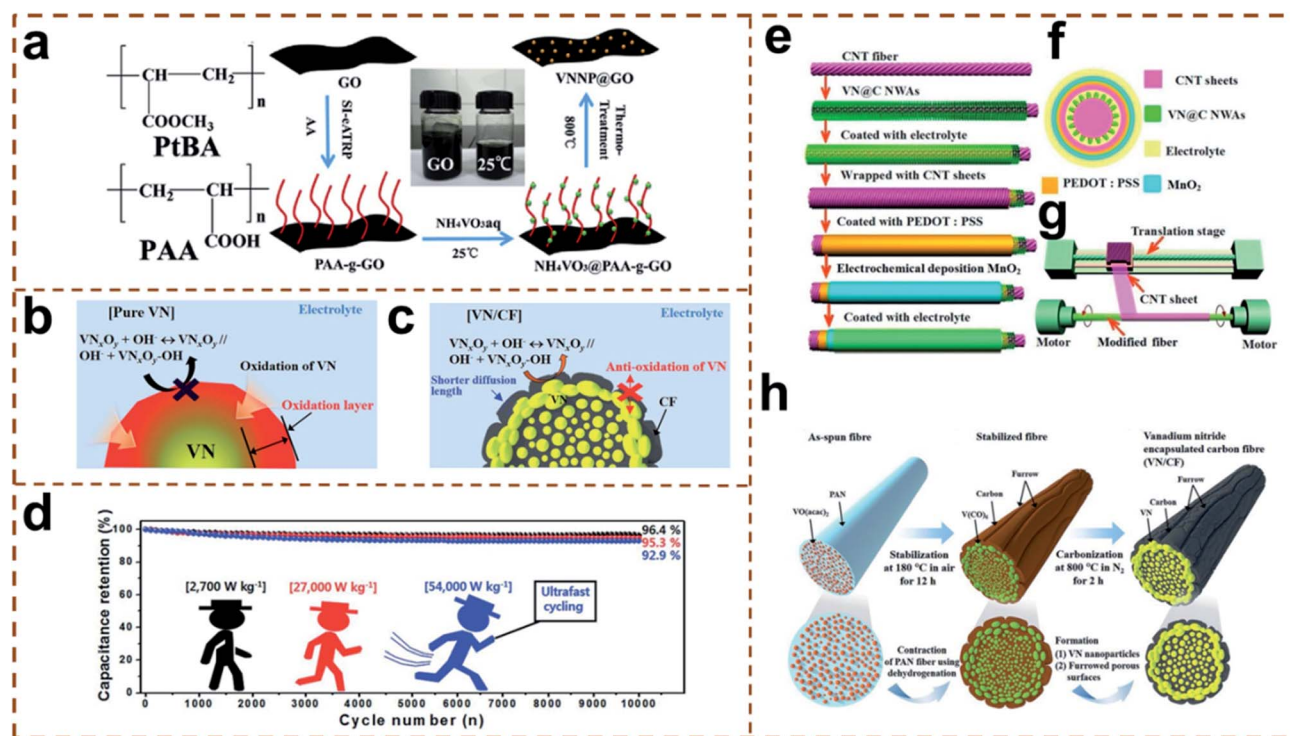 a
CH
CH₂
n
COOCH₃
PtBA
CH₂
CH
n
COOH
PAA
GO
SI-eATRP
AA
PAA-g-GO
NH₄VO₃aq
25℃
NH₄VO₃@PAA-g-GO
Thermo-
Treatment
800℃
VNNP@GO
GO
25℃
b
[Pure VN]
Electrolyte
VNₓOᵧ + OH⁻ ↔ VNₓOᵧ//
OH⁻ + VNₓOᵧ-OH
Oxidation of VN
Oxidation layer
VN
c
[VN/CF]
Electrolyte
VNₓOᵧ + OH⁻ ↔ VNₓOᵧ//
OH⁻ + VNₓOᵧ-OH
Shorter diffusion
length
Anti-oxidation of VN
VN
CF
d
Capacitance retention (%)
100
80
60
40
20
0
96.4 %
95.3 %
92.9 %
[2,700 W kg⁻¹]
[27,000 W kg⁻¹]
[54,000 W kg⁻¹]
Ultrafast
cycling
0 1000 2000 3000 4000 5000 6000 7000 8000 9000 10000
Cycle number (n)
e
CNT fiber
VN@C NWAs
Coated with electrolyte
Wrapped with CNT sheets
Coated with PEDOT : PSS
Electrochemical deposition MnO₂
Coated with electrolyte
f
CNT sheets
VN@C NWAs
Electrolyte
PEDOT : PSS
MnO₂
g
Translation stage
CNT sheet
Motor
Modified fiber
Motor
h
As-spun fibre
VO(acac)₂
PAN
Stabilization
at 180 °C in air
for 12 h
Stabilized fibre
Furrow
Carbon
V(CO)₆
Carbonization
at 800 °C in N₂
for 2 h
Vanadium nitride
encapsulated carbon fibre
(VN/CF)
Furrow
Carbon
VN
Contraction
of PAN fiber using
dehydrogenation
Formation
(1) VN nanoparticles
(2) Furrowed porous
surfaces